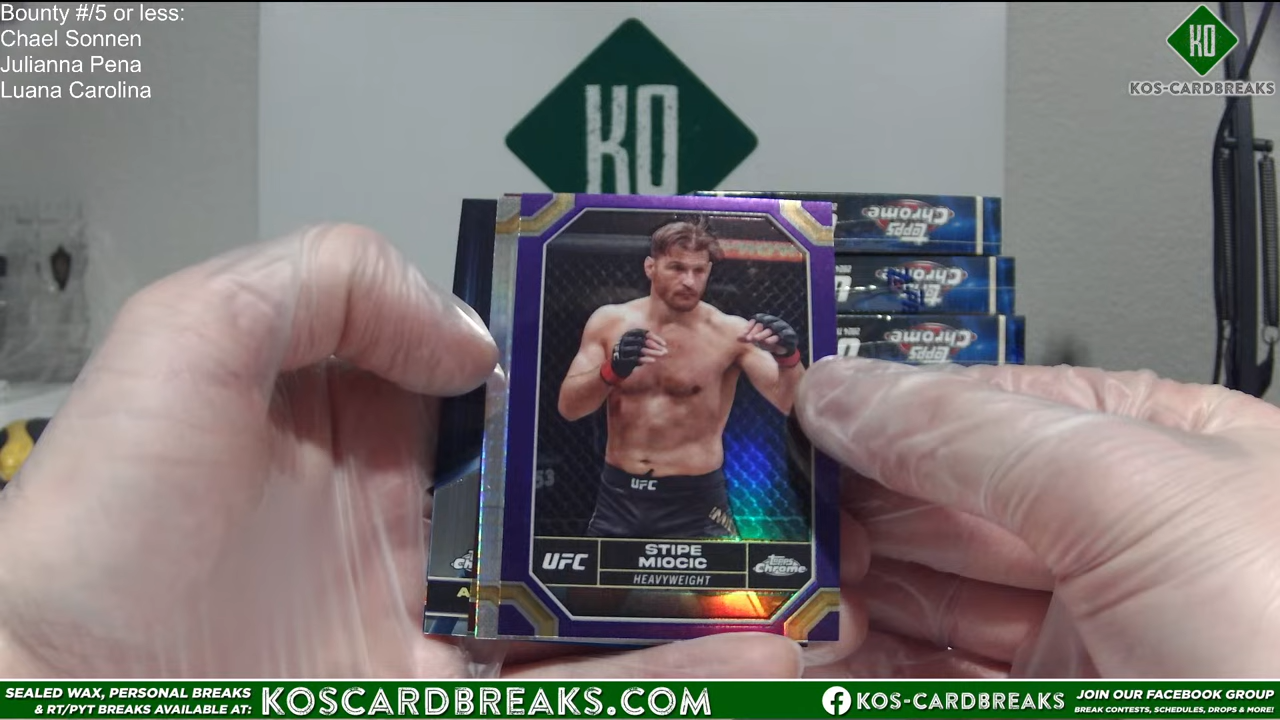 Bounty #/5 or less:
Chael Sonnen
Julianna Pena
Luana Carolina
KO
KOS-CARDBREAKS
KO
Topps
Chrome
Topps
Chrome
2024
Topps
Chrome
UFC
UFC
STIPE
MIOCIC
HEAVYWEIGHT
Topps
Chrome
SEALED WAX, PERSONAL BREAKS
& RT/PYT BREAKS AVAILABLE AT:
KOSCARDBREAKS.COM
KOS-CARDBREAKS
JOIN OUR FACEBOOK GROUP
BREAK CONTESTS, SCHEDULES, DROPS & MORE!